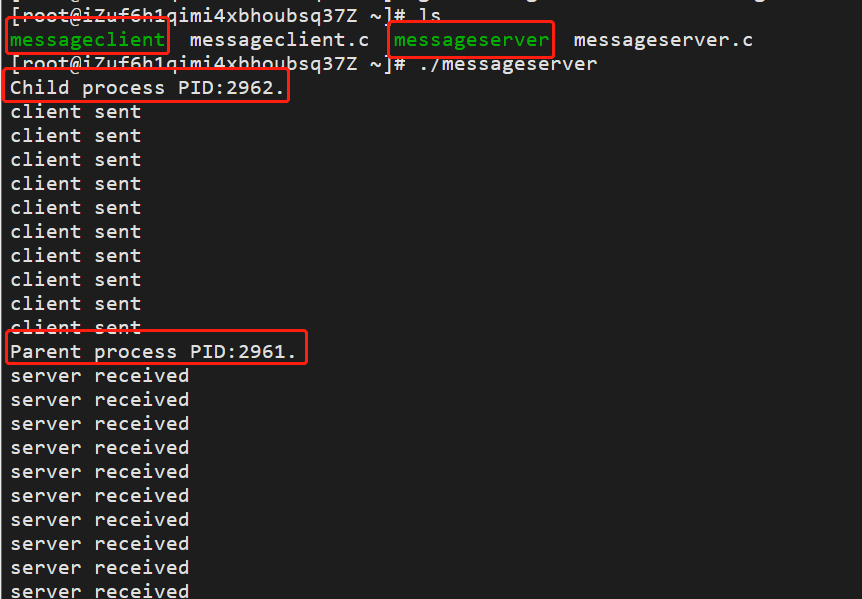 [root@iZuf6h1qimi4xbhoubsq37Z ~]# ls
messageclient messageclient.c messageserver messageserver.c
[root@iZuf6h1qimi4xbhoubsq37Z ~]# ./messageserver
Child process PID:2962.
client sent
client sent
client sent
client sent
client sent
client sent
client sent
client sent
client sent
client sent
Parent process PID:2961.
server received
server received
server received
server received
server received
server received
server received
server received
server received
server received